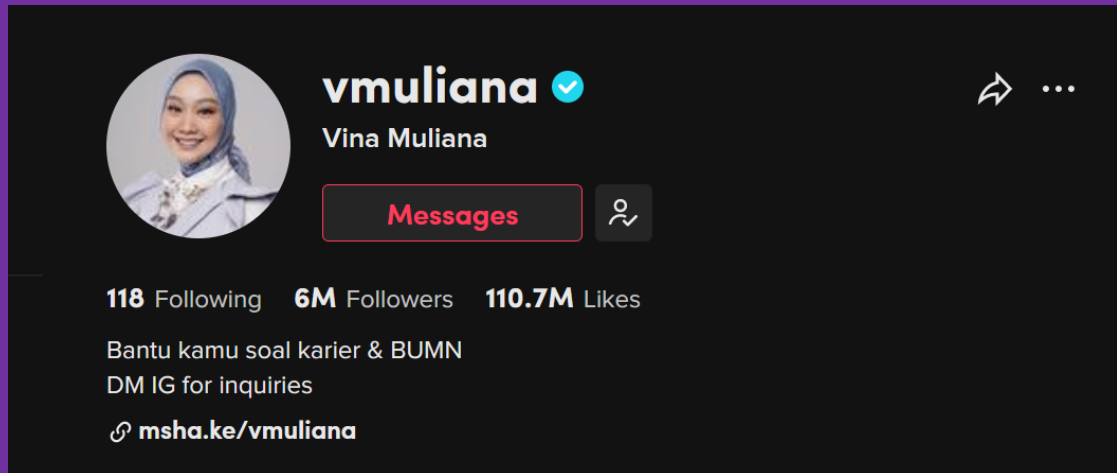 vmuliana
Vina Muliana
Messages
118 Following 6M Followers 110.7M Likes
Bantu kamu soal karier & BUMN
DM IG for inquiries
msha.ke/vmuliana